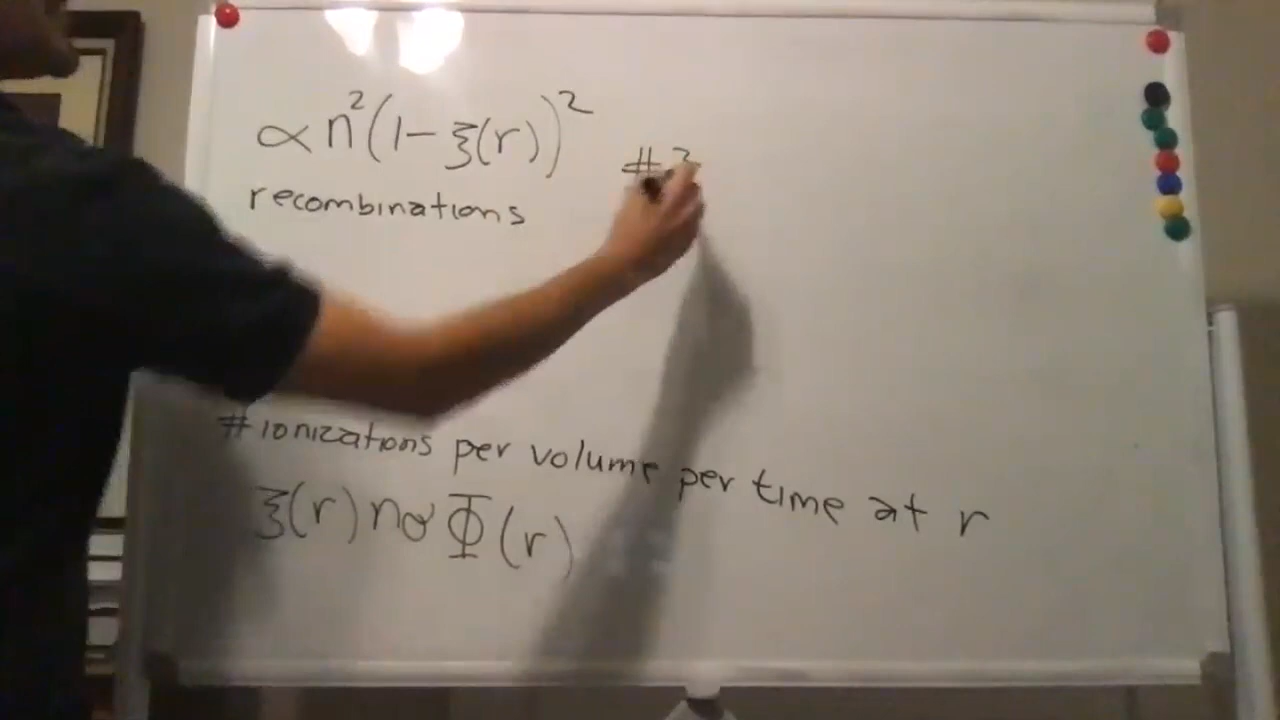 ∝ n²(1-ξ(r))² #
recombinations
#ionizations per volume per time at r
ξ(r)nσΦ(r)